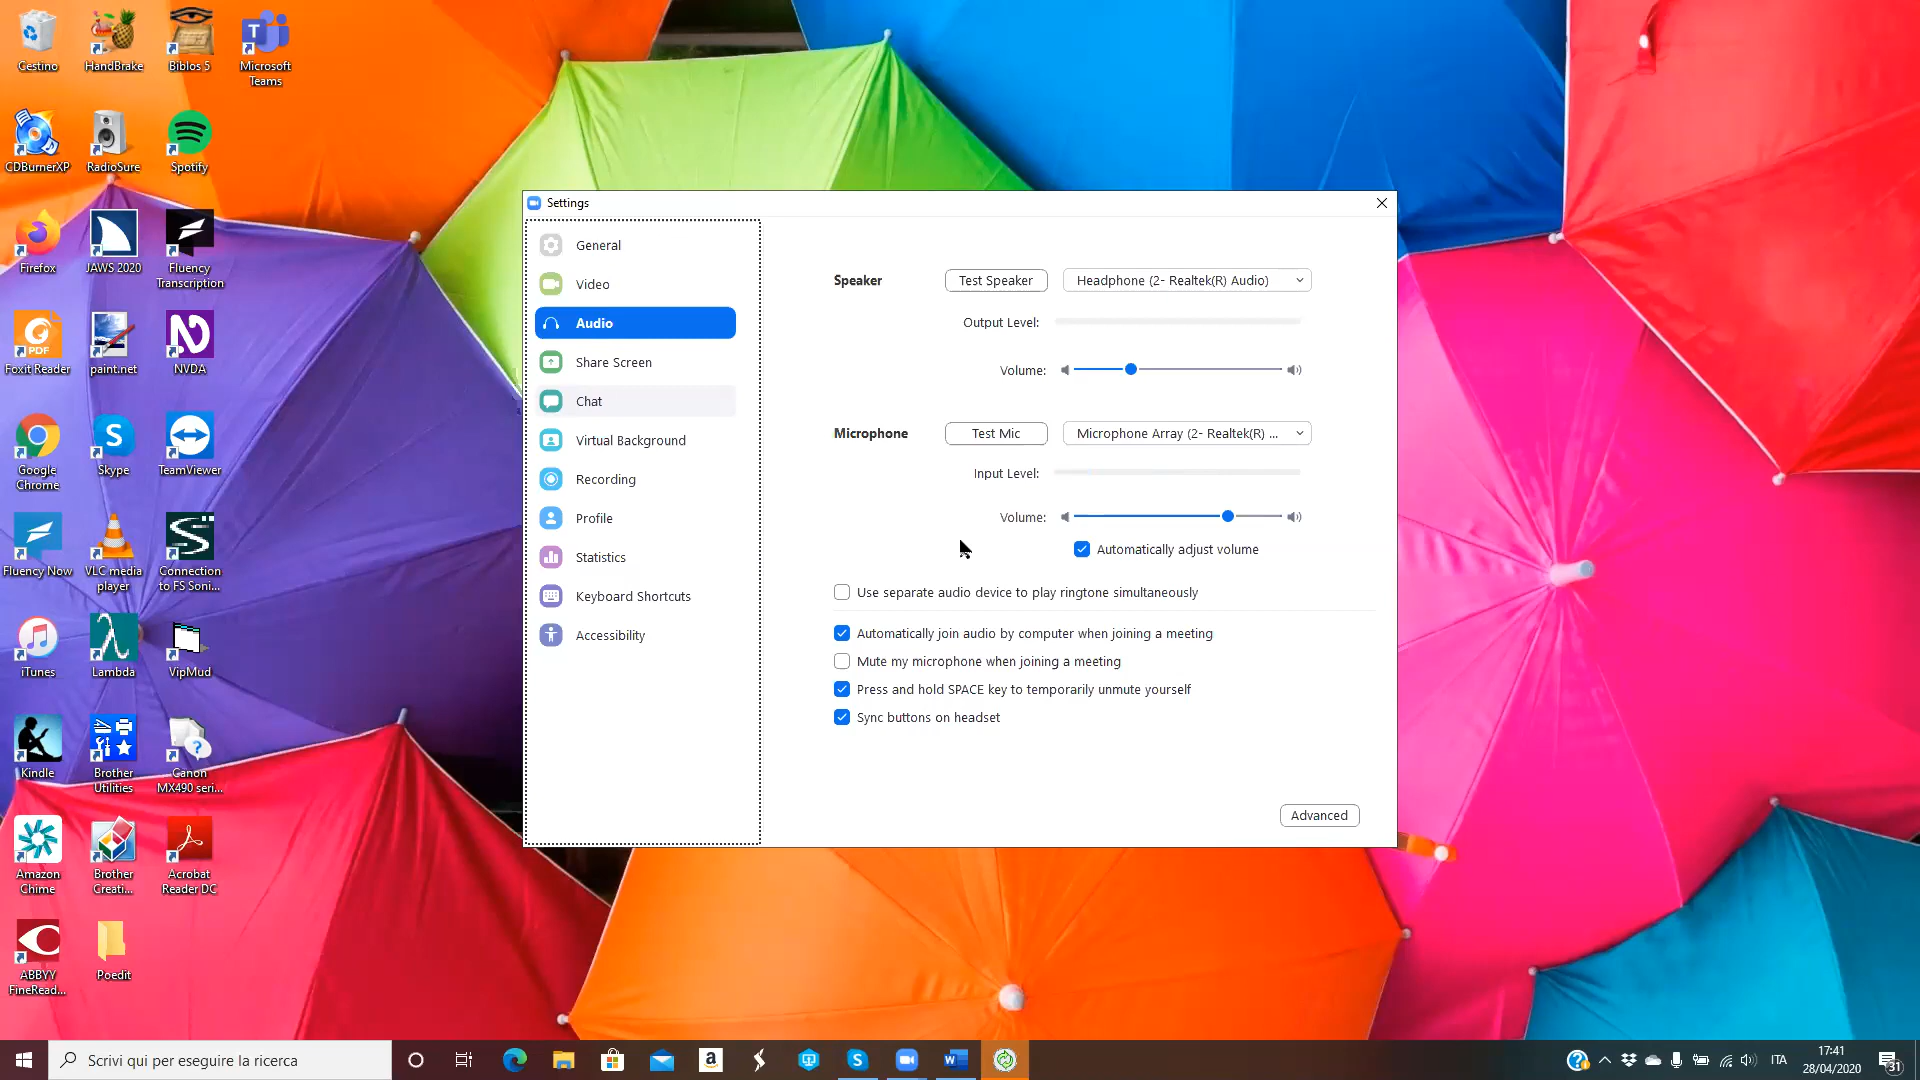 Cestino
HandBrake
Biblos 5
Microsoft
Teams
CDBurnerXP
RadioSure
Spotify
Firefox
JAWS 2020
Fluency
Transcription
Foxit Reader
paint.net
NVDA
Google
Chrome
Skype
TeamViewer
Fluency Now
VLC media
player
Connection
to FS Soni...
iTunes
Lambda
VipMud
Kindle
Brother
Utilities
Canon
MX490 seri...
Amazon
Chime
Brother
Creati...
Acrobat
Reader DC
ABBYY
FineRead...
Poedit
Settings
General
Video
Audio
Share Screen
Chat
Virtual Background
Recording
Profile
Statistics
Keyboard Shortcuts
Accessibility
Speaker
Test Speaker
Headphone (2- Realtek(R) Audio)
Output Level:
Volume:
Microphone
Test Mic
Microphone Array (2- Realtek(R) ...
Input Level:
Volume:
Automatically adjust volume
Use separate audio device to play ringtone simultaneously
Automatically join audio by computer when joining a meeting
Mute my microphone when joining a meeting
Press and hold SPACE key to temporarily unmute yourself
Sync buttons on headset
Advanced
Scrivi qui per eseguire la ricerca
ITA
17:41
28/04/2020
31